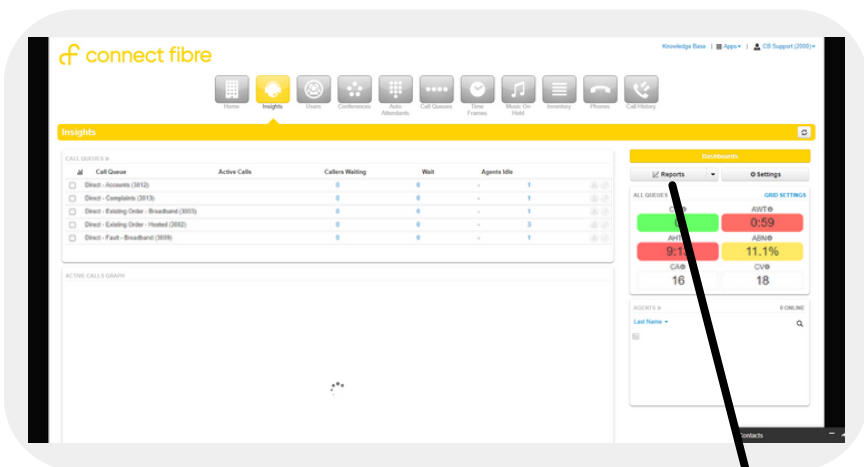 connect fibre
Knowledge Base | Apps | CB Support (2000)
Home Insights Users Conferences Auto Attendants Call Queues Time Frames Music On Hold Inventory Phones Call History
Insights
CALL QUEUES
Call Queue Active Calls Callers Waiting Wait Agents Idle
Direct - Accounts (3012) 0 0 - 1
Direct - Complaints (3013) 0 0 - 1
Direct - Existing Order - Broadband (3003) 0 0 - 1
Direct - Existing Order - Hosted (3002) 0 0 - 3
Direct - Fault - Broadband (3009) 0 0 - 1
ACTIVE CALLS GRAPH
Dashboards
Reports Settings
ALL QUEUES GRID SETTINGS
AWT
0:59
AHT ABN
11.1%
CA CV
16 18
AGENTS 0 ONLINE
Last Name
Contacts